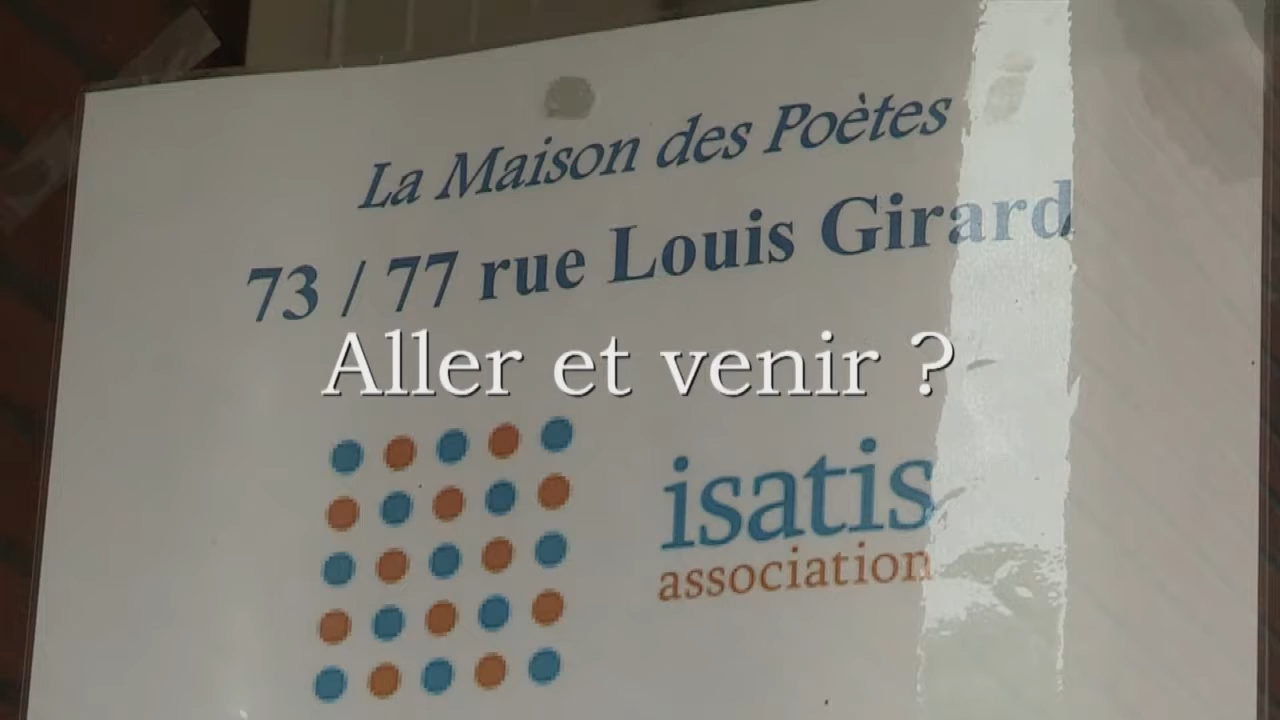 La Maison des Poètes
73 / 77 rue Louis Girard
Aller et venir ?
isatis
association